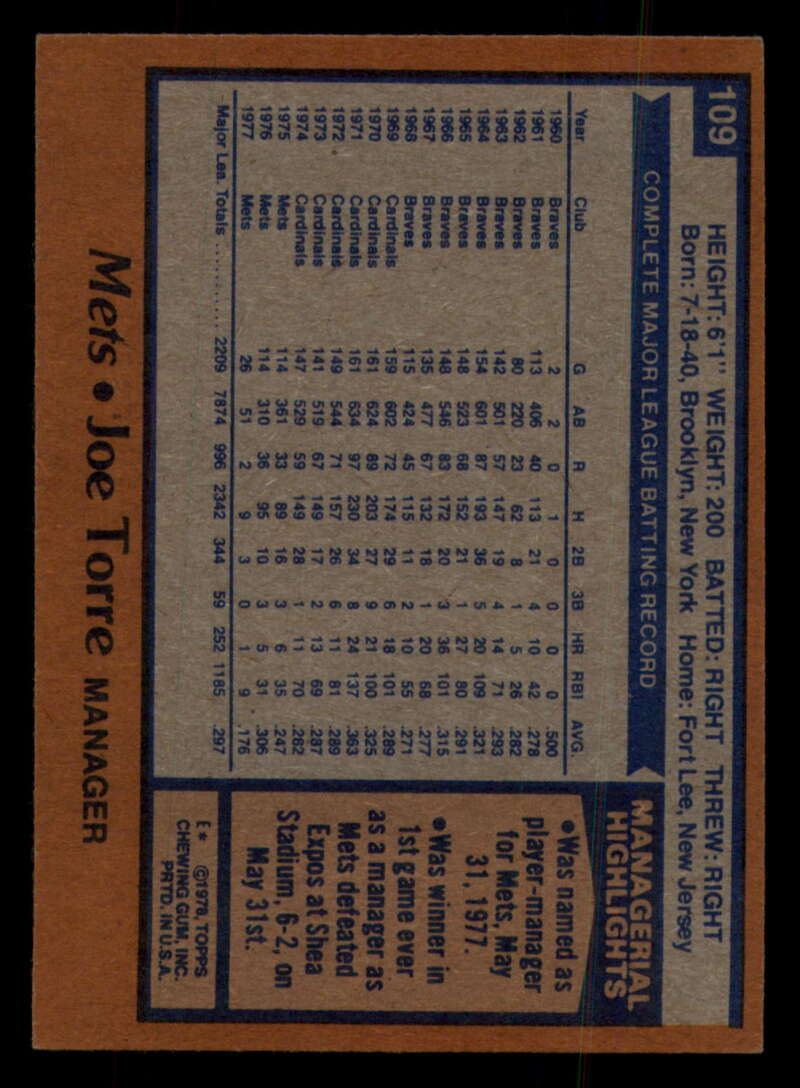 109
HEIGHT: 6'1" WEIGHT: 200 BATTED: RIGHT THREW: RIGHT
Born: 7-18-40, Brooklyn, New York Home: Fort Lee, New Jersey
COMPLETE MAJOR LEAGUE BATTING RECORD
Year Club G AB R H 2B 3B HR RBI AVG.
1960 Braves 2 2 0 1 0 0 0 0 .500
1961 Braves 113 406 40 113 21 4 10 42 .278
1962 Braves 80 220 23 62 8 1 5 26 .282
1963 Braves 142 501 57 147 19 4 14 71 .293
1964 Braves 154 601 87 193 36 5 20 109 .321
1965 Braves 148 523 68 152 21 1 27 80 .291
1966 Braves 148 546 83 172 20 3 36 101 .315
1967 Braves 135 477 67 132 18 1 20 68 .277
1968 Braves 115 424 45 115 11 2 10 55 .271
1969 Cardinals 159 602 72 174 29 6 18 101 .289
1970 Cardinals 161 624 89 203 27 9 21 100 .325
1971 Cardinals 161 634 97 230 34 8 24 137 .363
1972 Cardinals 149 544 71 157 26 6 11 81 .289
1973 Cardinals 141 519 67 149 17 2 13 69 .287
1974 Cardinals 147 529 59 149 28 1 11 70 .282
1975 Mets 114 361 33 89 16 3 6 35 .247
1976 Mets 114 310 36 95 10 3 5 31 .306
1977 Mets 26 51 2 9 3 0 1 9 .176
Major Lea. Totals ........... 2209 7874 996 2342 344 59 252 1185 .297
MANAGERIAL
HIGHLIGHTS
•Was named as
player-manager
for Mets, May
31, 1977.
•Was winner in
1st game ever
as a manager as
Mets defeated
Expos at Shea
Stadium, 6-2, on
May 31st.
E* ©1978, TOPPS
CHEWING GUM, INC.
PRTD. IN U.S.A.
Mets • Joe Torre MANAGER